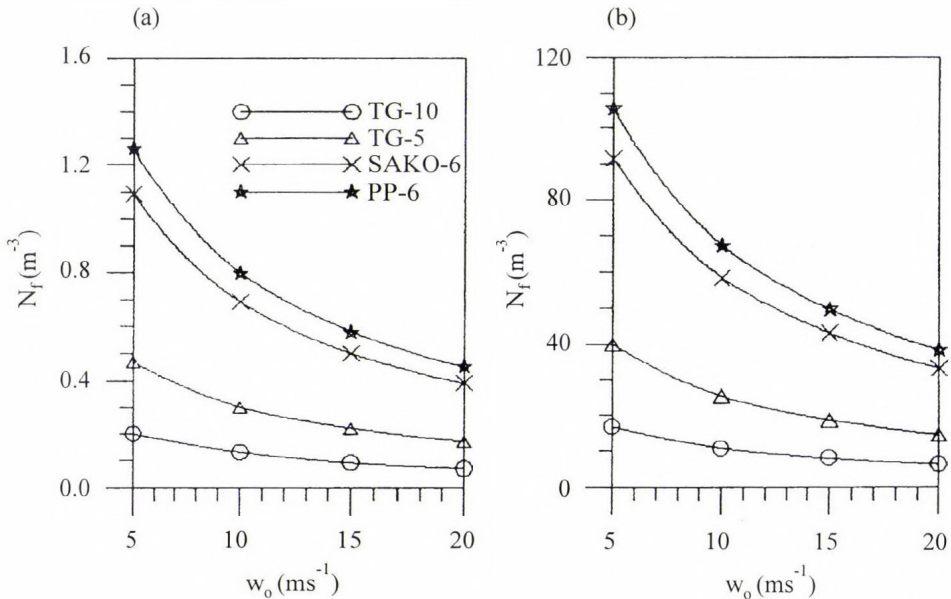 (a)
1.6
1.2
0.8
0.4
0.0
N_f (m^-3)
TG-10
TG-5
SAKO-6
PP-6
5 10 15 20
w_o (ms^-1)
(b)
120
80
40
0
N_f (m^-3)
5 10 15 20
w_o (ms^-1)